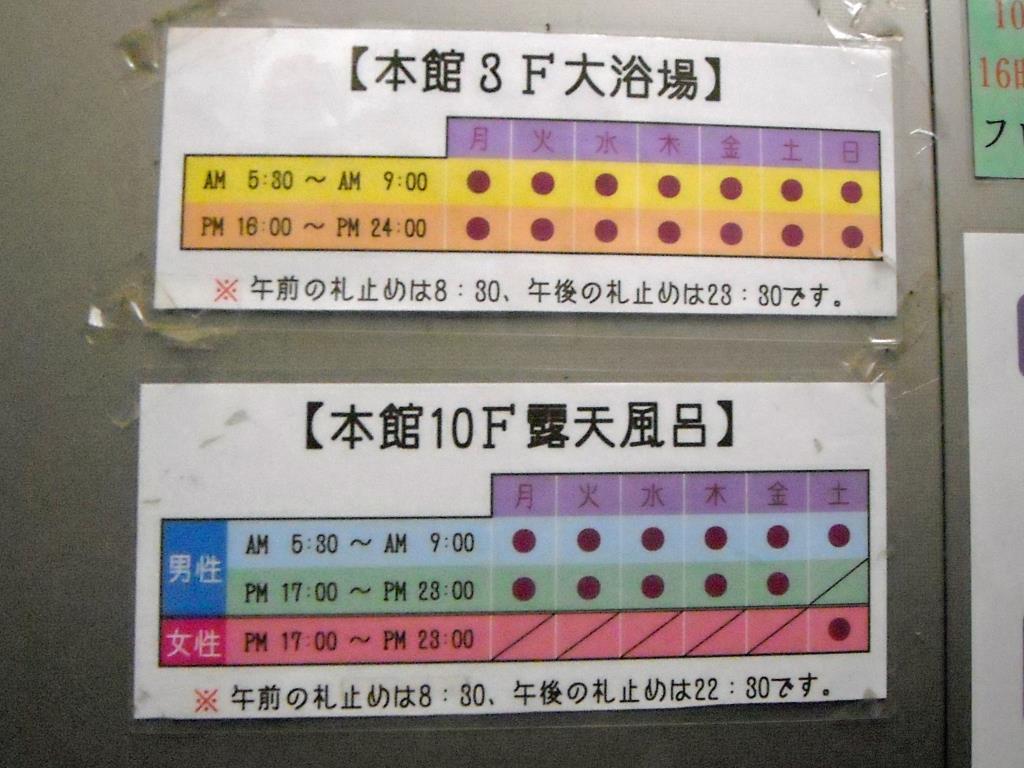 【本館３Ｆ大浴場】
月 火 水 木 金 土 日
AM 5:30 ～ AM 9:00 ● ● ● ● ● ● ●
PM 16:00 ～ PM 24:00 ● ● ● ● ● ● ●
※ 午前の札止めは8：30、午後の札止めは23：30です。
【本館10Ｆ露天風呂】
月 火 水 木 金 土
男性
AM 5:30 ～ AM 9:00 ● ● ● ● ● ●
PM 17:00 ～ PM 23:00 ● ● ● ● ●
女性 PM 17:00 ～ PM 23:00 ●
※ 午前の札止めは8：30、午後の札止めは22：30です。
10
16
フ